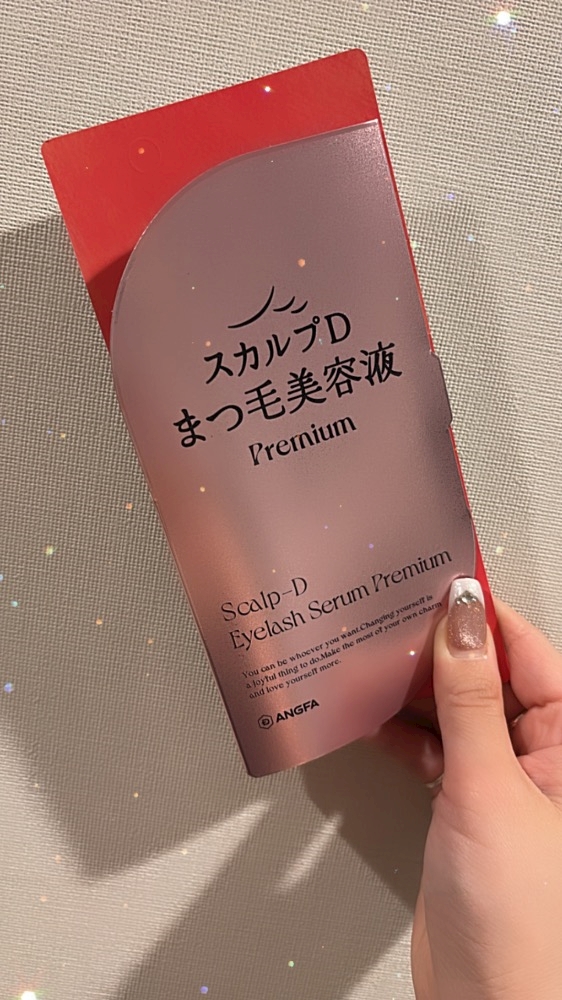 スカルプD
まつ毛美容液
Premium
Scalp-D
Eyelash Serum Premium
You can be whoever you want.Changing yourself is
a joyful thing to do.Make the most of your own charm
and love yourself more.
ANGFA